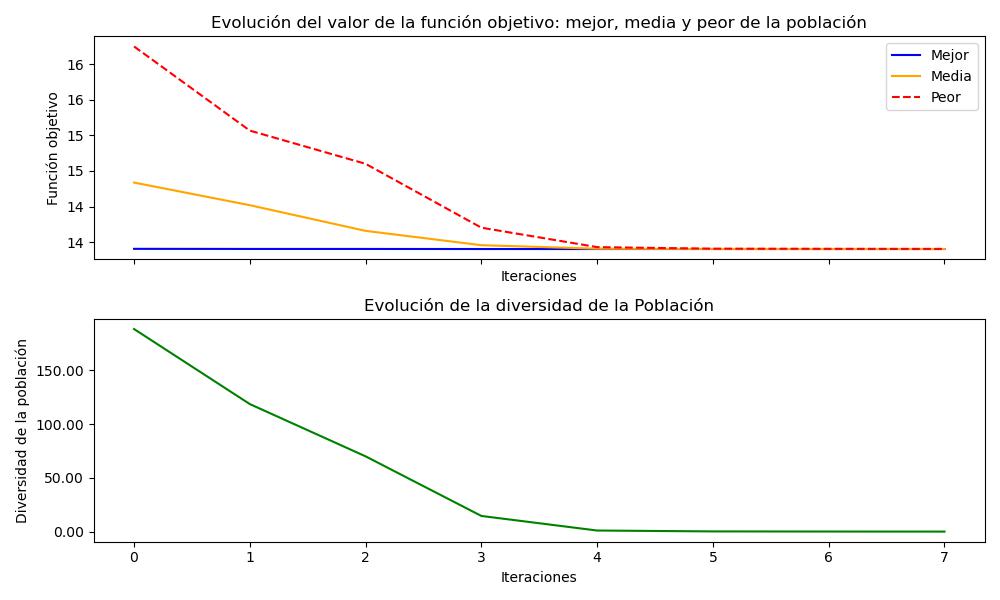 Evolución del valor de la función objetivo: mejor, media y peor de la población
Función objetivo
16
16
15
15
14
14
Mejor
Media
Peor
Iteraciones
Evolución de la diversidad de la Población
Diversidad de la población
150.00
100.00
50.00
0.00
0 1 2 3 4 5 6 7
Iteraciones